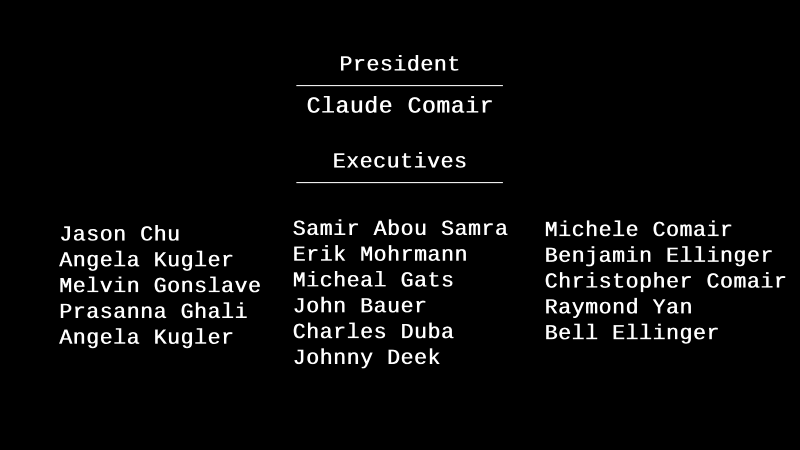 President
Claude Comair
Executives
Jason Chu
Angela Kugler
Melvin Gonslave
Prasanna Ghali
Angela Kugler
Samir Abou Samra
Erik Mohrmann
Micheal Gats
John Bauer
Charles Duba
Johnny Deek
Michele Comair
Benjamin Ellinger
Christopher Comair
Raymond Yan
Bell Ellinger